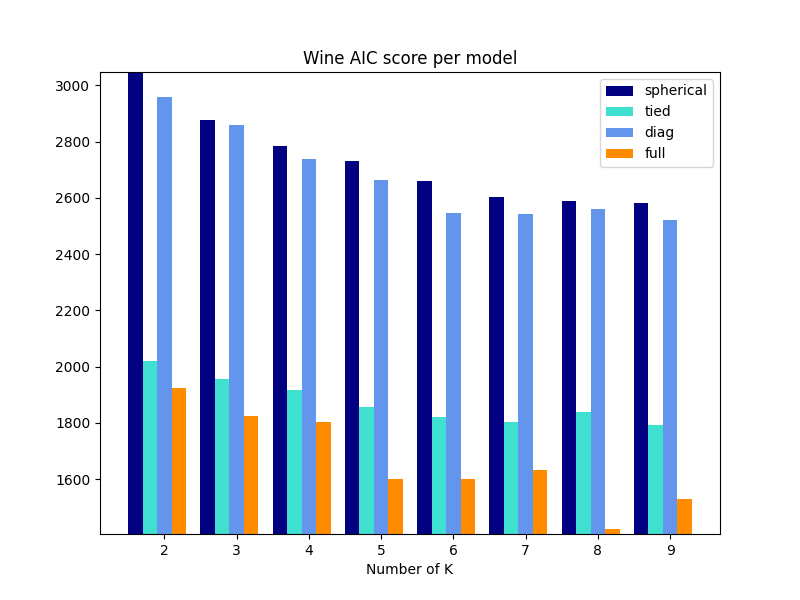 Wine AIC score per model
3000
2800
2600
2400
2200
2000
1800
1600
spherical
tied
diag
full
2 3 4 5 6 7 8 9
Number of K